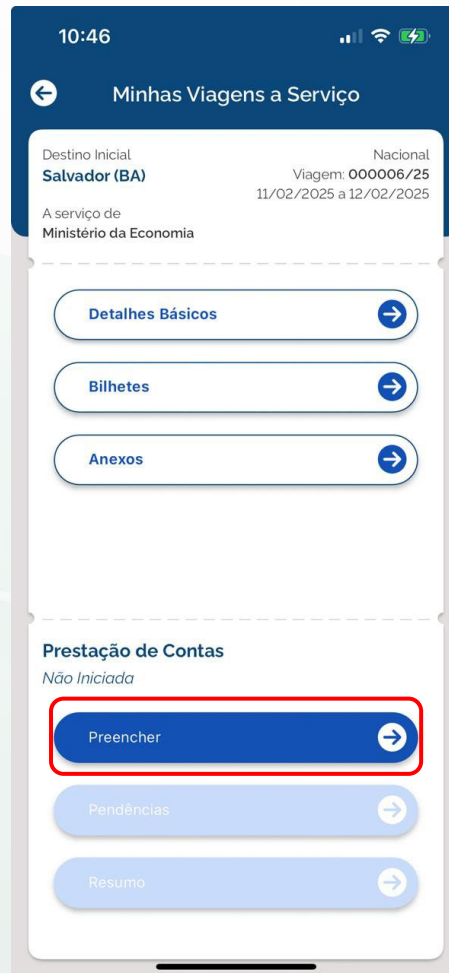 10:46
Minhas Viagens a Serviço
Destino Inicial
Nacional
Salvador (BA)
Viagem: 000006/25
11/02/2025 a 12/02/2025
A serviço de
Ministério da Economia
Detalhes Básicos
Bilhetes
Anexos
Prestação de Contas
Não Iniciada
Preencher
Pendências
Resumo